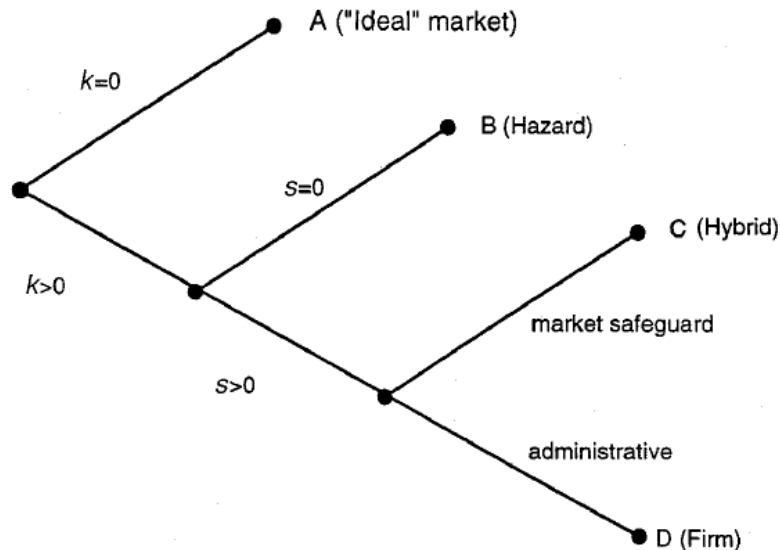 A ("Ideal" market)
k=0
B (Hazard)
s=0
C (Hybrid)
k>0
market safeguard
s>0
administrative
D (Firm)